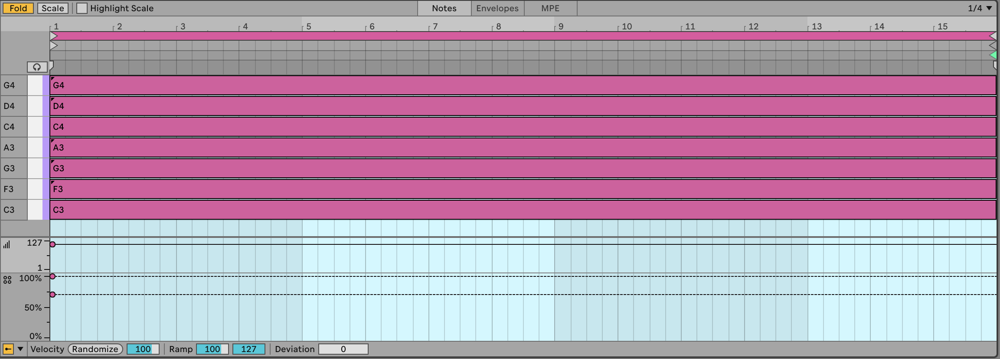 Fold Scale Highlight Scale Notes Envelopes MPE 1/4
1 2 3 4 5 6 7 8 9 10 11 12 13 14 15
G4 G4
D4 D4
C4 C4
A3 A3
G3 G3
F3 F3
C3 C3
127
1
100%
50%
0%
Velocity Randomize 100 Ramp 100 127 Deviation 0